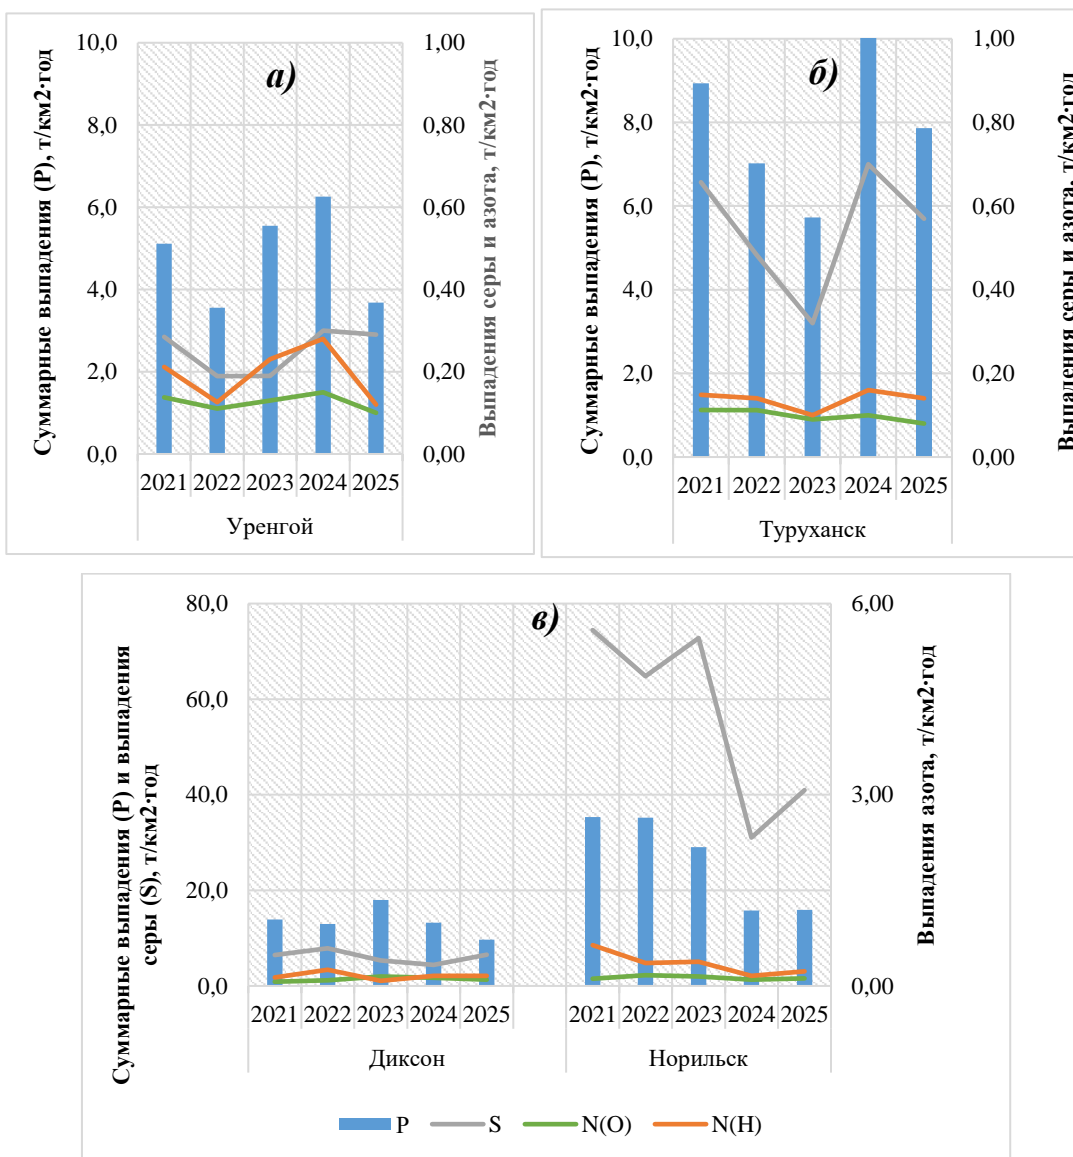 Суммарные выпадения (P), т/км2·год
10,0
8,0
6,0
4,0
2,0
0,0
а)
1,00
0,80
0,60
0,40
0,20
0,00
Выпадения серы и азота, т/км2·год
2021 2022 2023 2024 2025
Уренгой
Суммарные выпадения (P), т/км2·год
10,0
8,0
6,0
4,0
2,0
0,0
б)
1,00
0,80
0,60
0,40
0,20
0,00
Выпадения серы и азота, т/км2·год
2021 2022 2023 2024 2025
Туруханск
Суммарные выпадения (P) и выпадения
серы (S), т/км2·год
80,0
60,0
40,0
20,0
0,0
в)
6,00
3,00
0,00
Выпадения азота, т/км2·год
2021 2022 2023 2024 2025
2021 2022 2023 2024 2025
Диксон
Норильск
P S N(O) N(H)